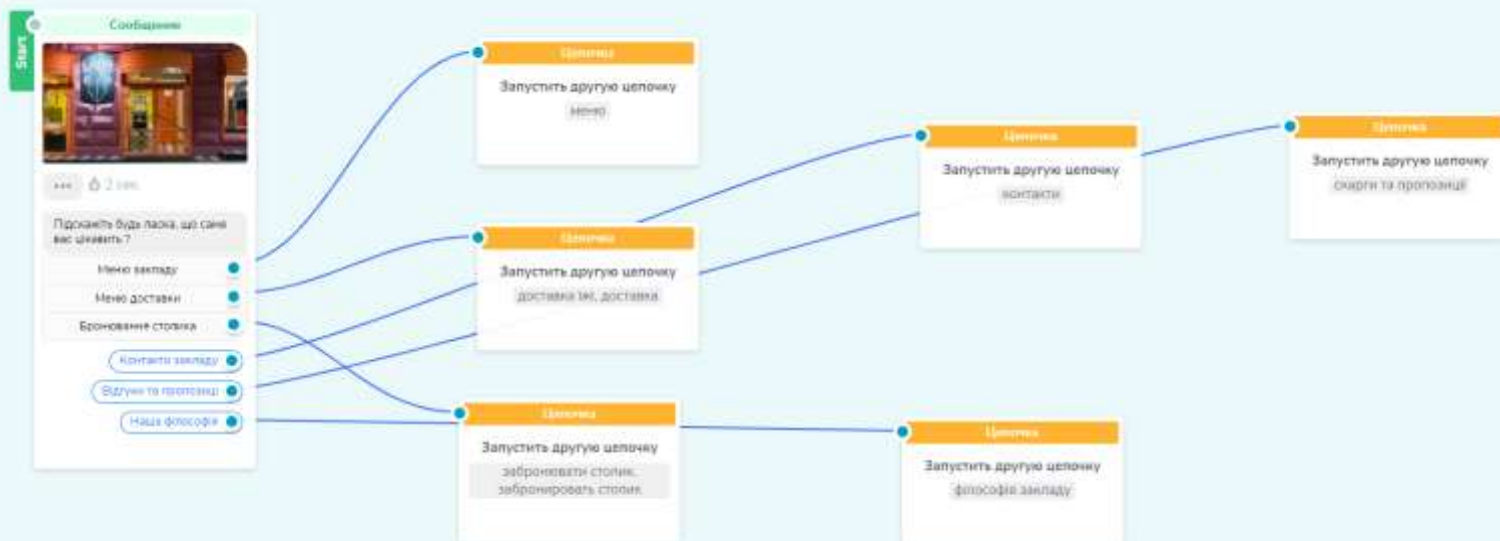 Start
Сообщение
2 сек.
Підскажіть будь ласка, що саме
вас цікавить ?
Меню закладу
Меню доставки
Бронювання столика
Контакти закладу
Відгуки та пропозиції
Наша філософія
Цепочка
Запустить другую цепочку
меню
Цепочка
Запустить другую цепочку
доставка їжі, доставка
Цепочка
Запустить другую цепочку
забронювати столик,
забронировать столик
Цепочка
Запустить другую цепочку
контакти
Цепочка
Запустить другую цепочку
філософія закладу
Цепочка
Запустить другую цепочку
скарги та пропозиції